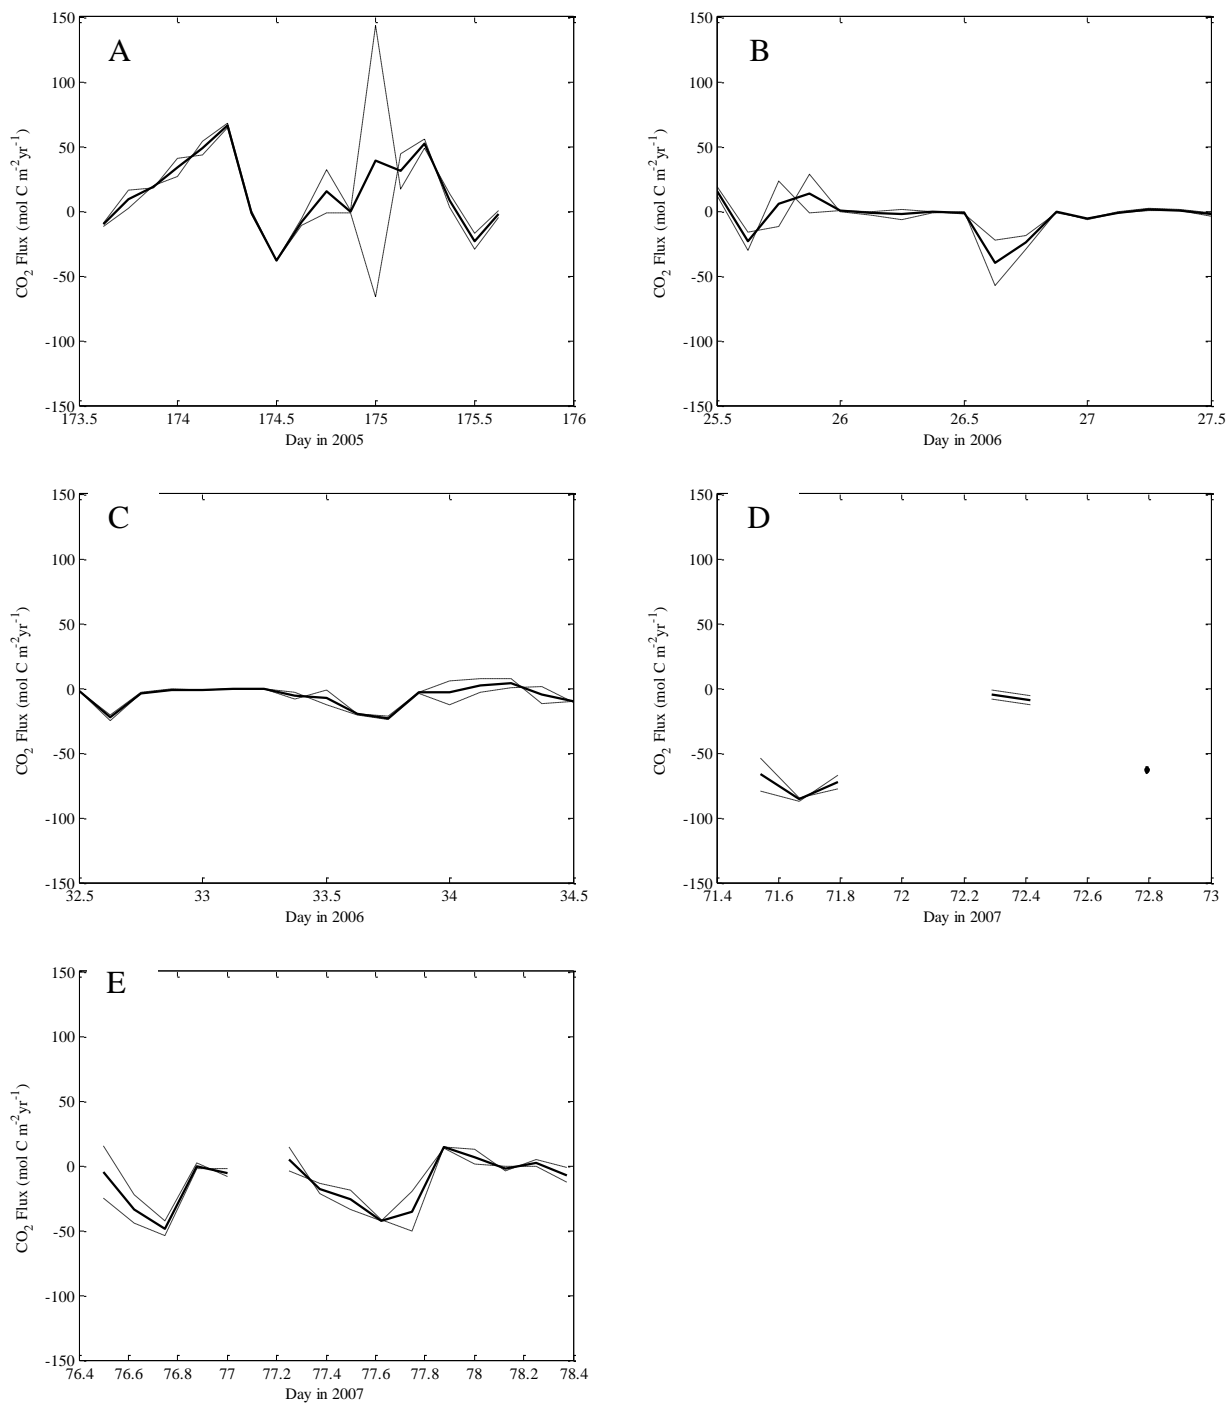 A
CO2 Flux (mol C m-2yr-1)
150
100
50
0
-50
-100
-150
173.5 174 174.5 175 175.5 176
Day in 2005
B
CO2 Flux (mol C m-2yr-1)
150
100
50
0
-50
-100
-150
25.5 26 26.5 27 27.5
Day in 2006
C
CO2 Flux (mol C m-2yr-1)
150
100
50
0
-50
-100
-150
32.5 33 33.5 34 34.5
Day in 2006
D
CO2 Flux (mol C m-2yr-1)
150
100
50
0
-50
-100
-150
71.4 71.6 71.8 72 72.2 72.4 72.6 72.8 73
Day in 2007
E
CO2 Flux (mol C m-2yr-1)
150
100
50
0
-50
-100
-150
76.4 76.6 76.8 77 77.2 77.4 77.6 77.8 78 78.2 78.4
Day in 2007